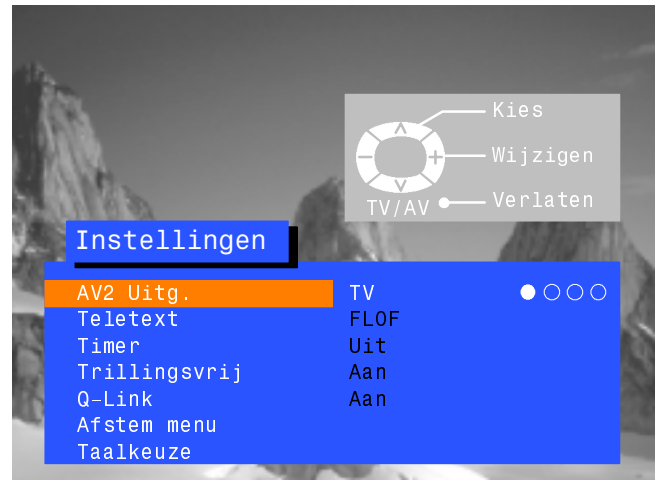 Kies
Wijzigen
TV/AV Verlaten
Instellingen
AV2 Uitg. TV
Teletext FLOF
Timer Uit
Trillingsvrij Aan
Q-Link Aan
Afstem menu
Taalkeuze